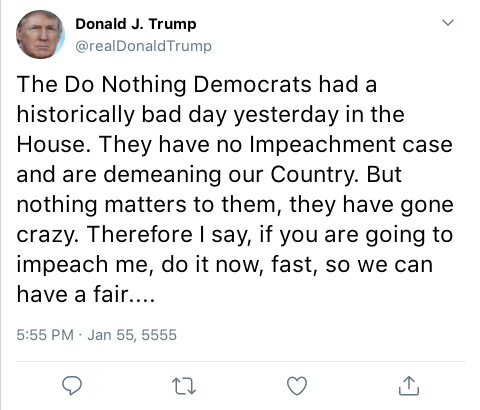 Donald J. Trump
@realDonaldTrump
The Do Nothing Democrats had a
historically bad day yesterday in the
House. They have no Impeachment case
and are demeaning our Country. But
nothing matters to them, they have gone
crazy. Therefore I say, if you are going to
impeach me, do it now, fast, so we can
have a fair....
5:55 PM · Jan 55, 5555